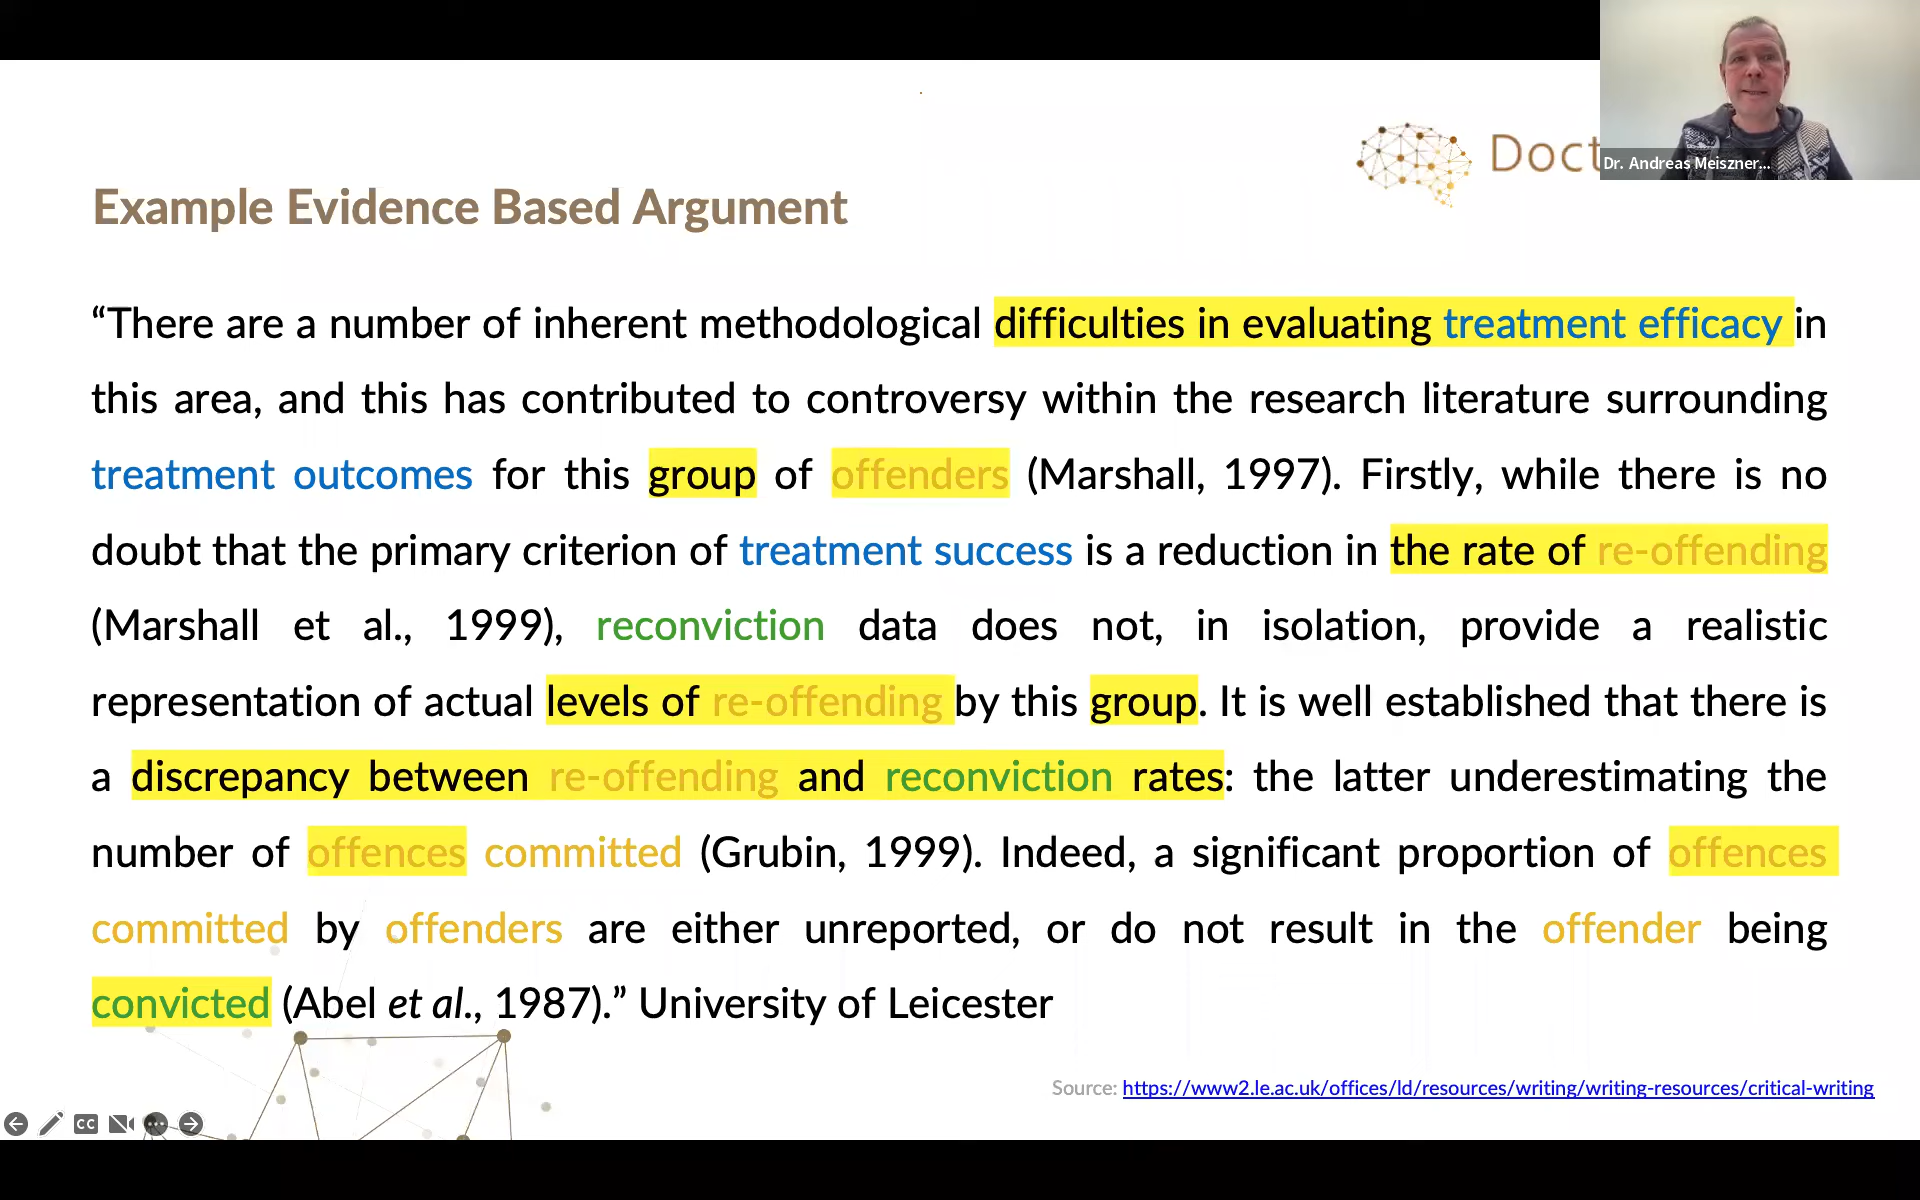 Doct
Dr. Andreas Meiszner...
Example Evidence Based Argument
“There are a number of inherent methodological difficulties in evaluating treatment efficacy in
this area, and this has contributed to controversy within the research literature surrounding
treatment outcomes for this group of offenders (Marshall, 1997). Firstly, while there is no
doubt that the primary criterion of treatment success is a reduction in the rate of re-offending
(Marshall et al., 1999), reconviction data does not, in isolation, provide a realistic
representation of actual levels of re-offending by this group. It is well established that there is
a discrepancy between re-offending and reconviction rates: the latter underestimating the
number of offences committed (Grubin, 1999). Indeed, a significant proportion of offences
committed by offenders are either unreported, or do not result in the offender being
convicted (Abel et al., 1987).” University of Leicester
Source: https://www2.le.ac.uk/offices/ld/resources/writing/writing-resources/critical-writing
CC